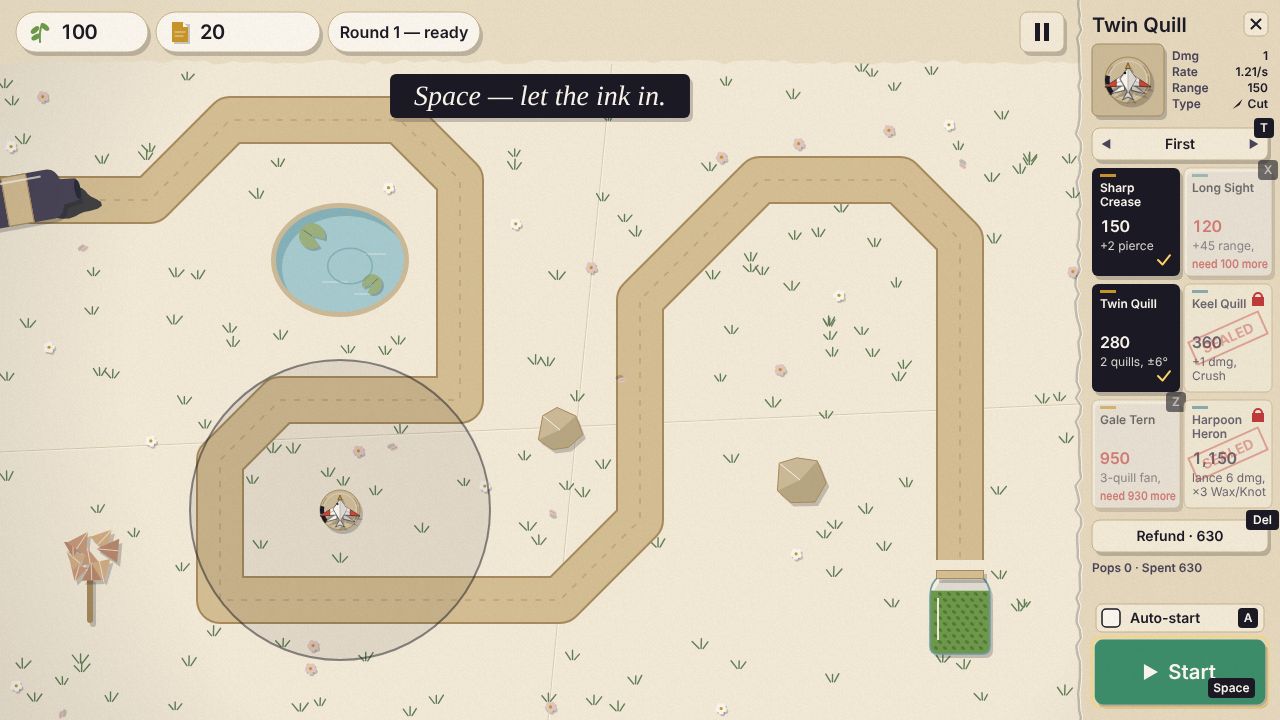 100
20
Round 1 — ready
Space — let the ink in.
Twin Quill
Dmg 1
Rate 1.21/s
Range 150
Type Cut
T
First
X
Sharp Crease
150
+2 pierce
Long Sight
120
+45 range,
need 100 more
Twin Quill
280
2 quills, ±6°
Keel Quill
360
SEALED
+1 dmg,
Crush
Z
Gale Tern
950
3-quill fan,
need 930 more
Harpoon
Heron
1,150
SEALED
lance 6 dmg,
×3 Wax/Knot
Del
Refund · 630
Pops 0 · Spent 630
Auto-start
A
Start
Space